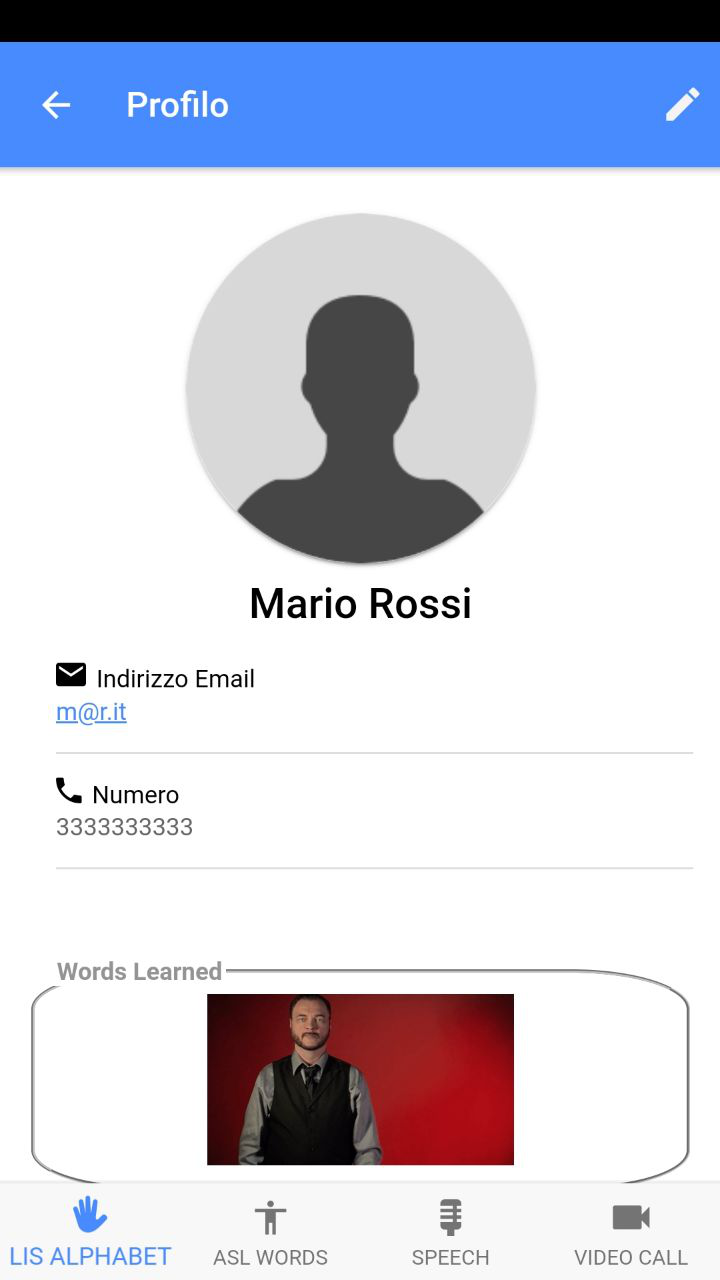 Profilo
Mario Rossi
Indirizzo Email
m@r.it
Numero
3333333333
Words Learned
LIS ALPHABET
ASL WORDS
SPEECH
VIDEO CALL